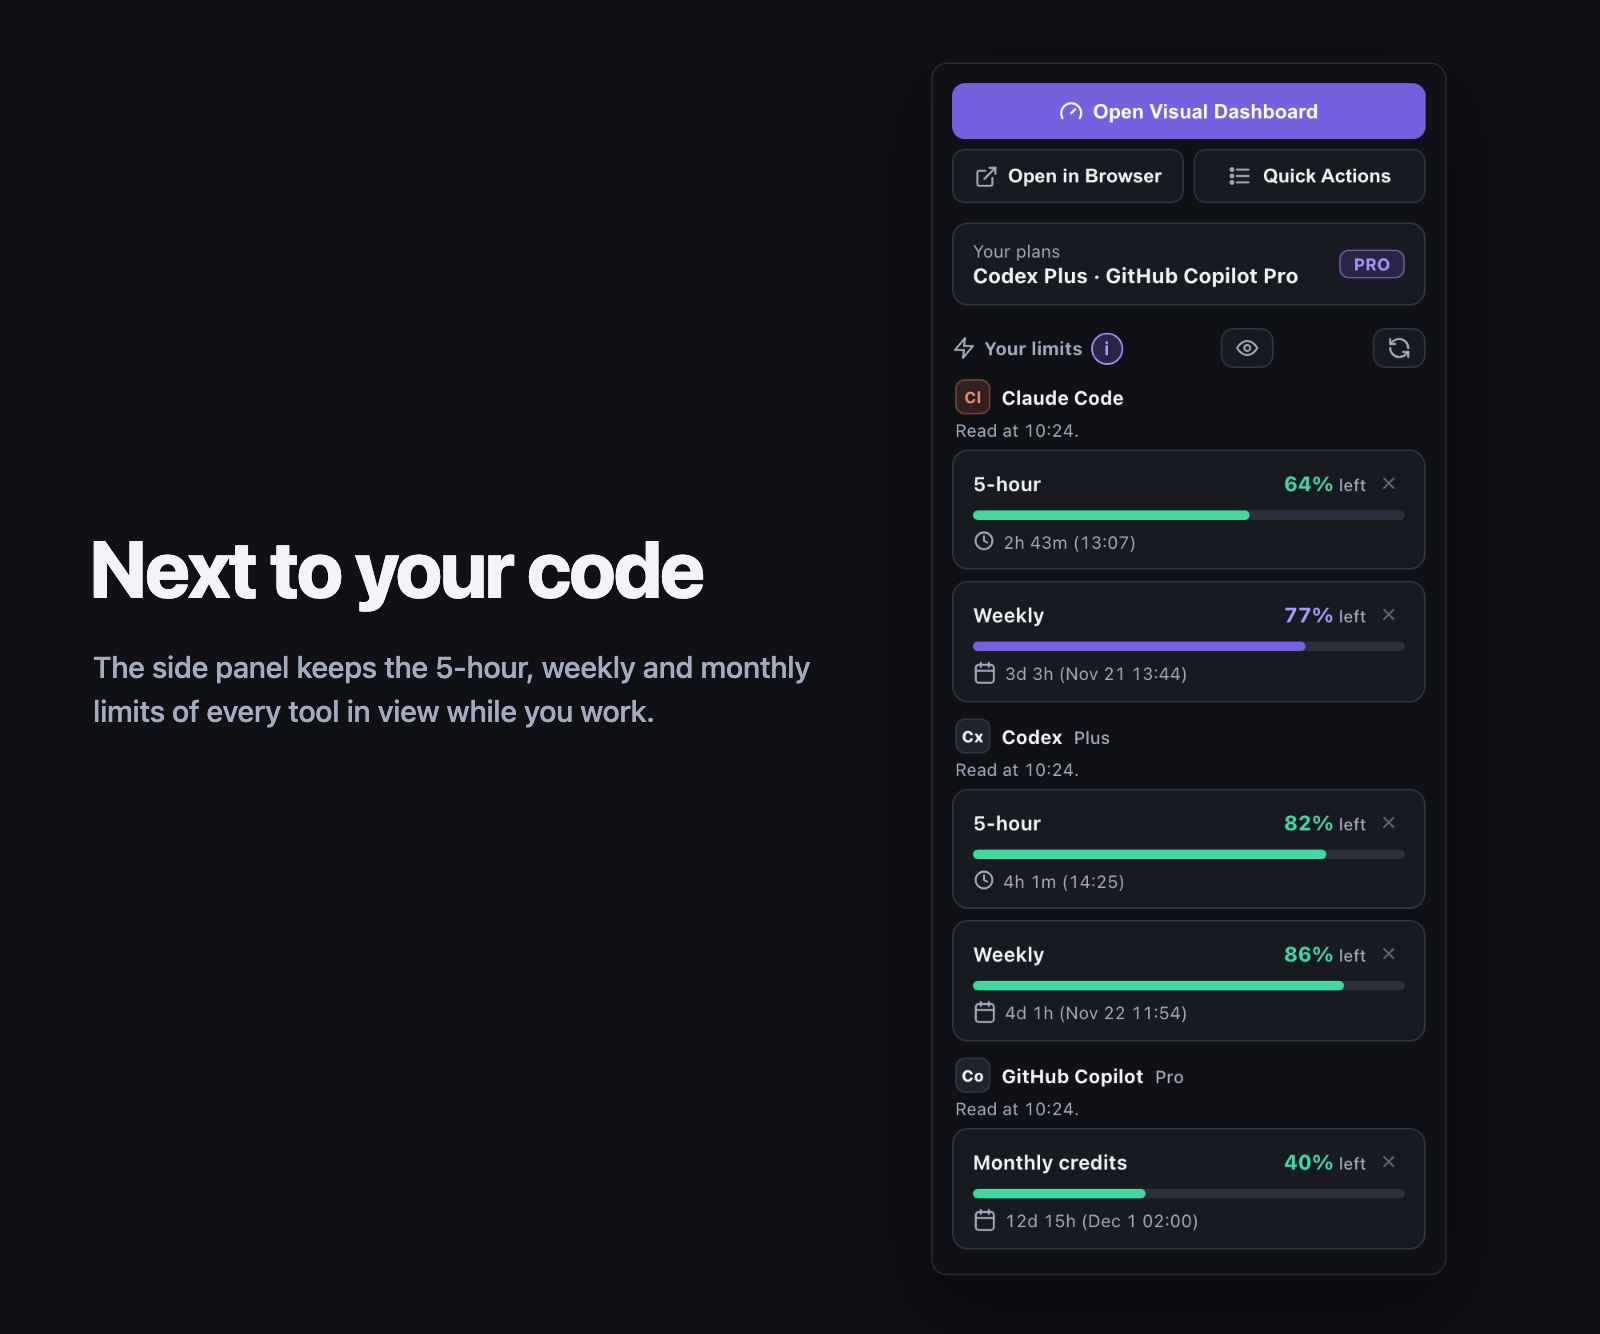 Next to your code
The side panel keeps the 5-hour, weekly and monthly
limits of every tool in view while you work.
Open Visual Dashboard
Open in Browser
Quick Actions
Your plans
Codex Plus · GitHub Copilot Pro
PRO
Your limits i
Cl Claude Code
Read at 10:24.
5-hour 64% left
2h 43m (13:07)
Weekly 77% left
3d 3h (Nov 21 13:44)
Cx Codex Plus
Read at 10:24.
5-hour 82% left
4h 1m (14:25)
Weekly 86% left
4d 1h (Nov 22 11:54)
Co GitHub Copilot Pro
Read at 10:24.
Monthly credits 40% left
12d 15h (Dec 1 02:00)